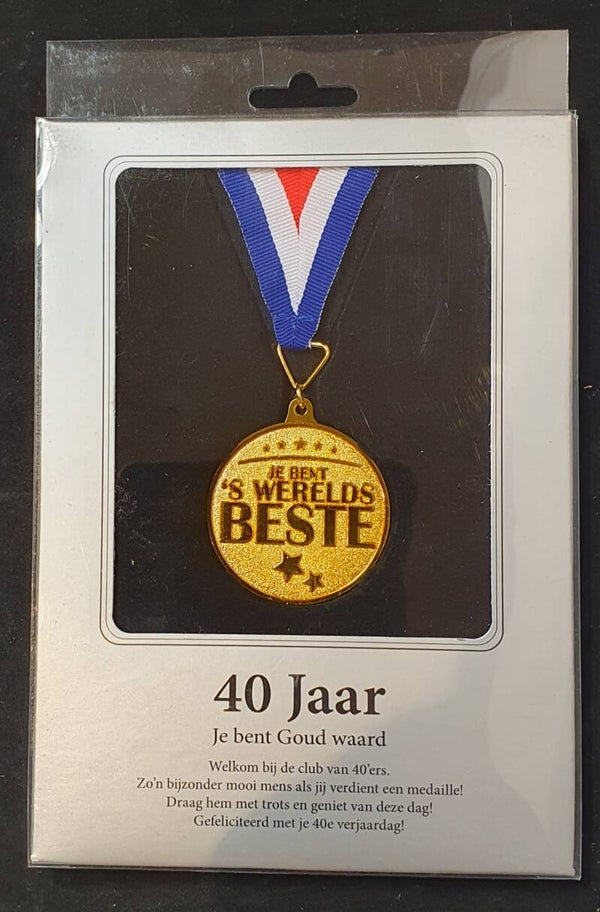 JE BENT
'S WERELDS
BESTE
40 Jaar
Je bent Goud waard
Welkom bij de club van 40'ers.
Zo'n bijzonder mooi mens als jij verdient een medaille!
Draag hem met trots en geniet van deze dag!
Gefeliciteerd met je 40e verjaardag!